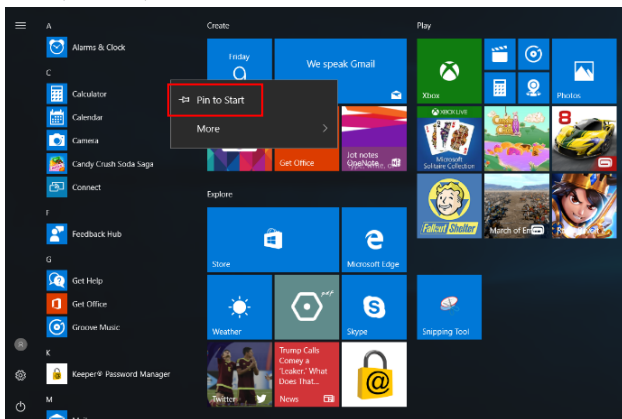 A
Alarms & Clock
C
Calculator
Calendar
Camera
Candy Crush Soda Saga
Connect
F
Feedback Hub
G
Get Help
Get Office
Groove Music
K
Keeper® Password Manager
M
Pin to Start
More
Create
Friday
9
We speak Gmail
Get Office
Jot notes
OneNote
Explore
Store
Microsoft Edge
Weather
pdf
Skype
Twitter
Trump Calls
Comey a
'Leaker.' What
Does That...
News
@
Play
Xbox
Photos
XBOX LIVE
Microsoft
Solitaire Collection
8
Fallout Shelter
March of Em
Snipping Tool